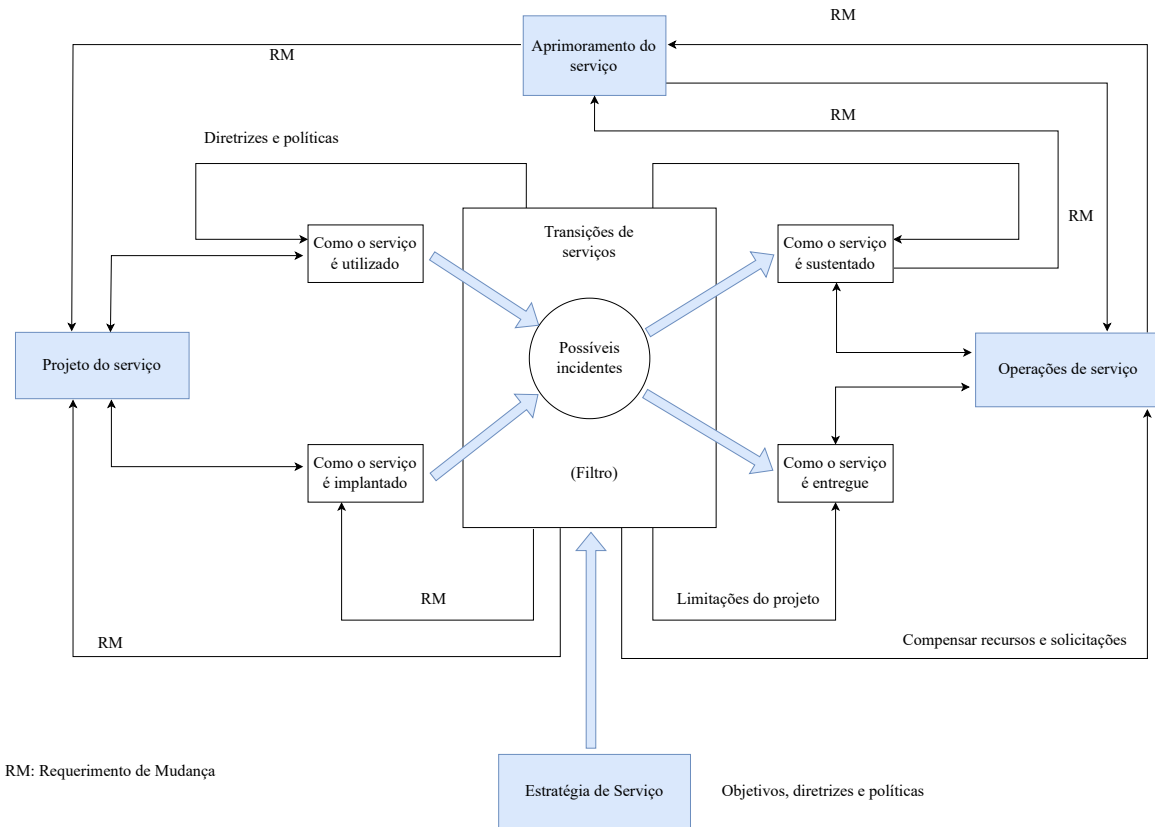 RM
Aprimoramento do
serviço
RM
RM
Diretrizes e políticas
RM
Transições de
serviços
Como o serviço
é utilizado
Como o serviço
é sustentado
Projeto do serviço
Possíveis
incidentes
Operações de serviço
Como o serviço
é implantado
(Filtro)
Como o serviço
é entregue
RM
Limitações do projeto
RM
Compensar recursos e solicitações
RM: Requerimento de Mudança
Estratégia de Serviço
Objetivos, diretrizes e políticas